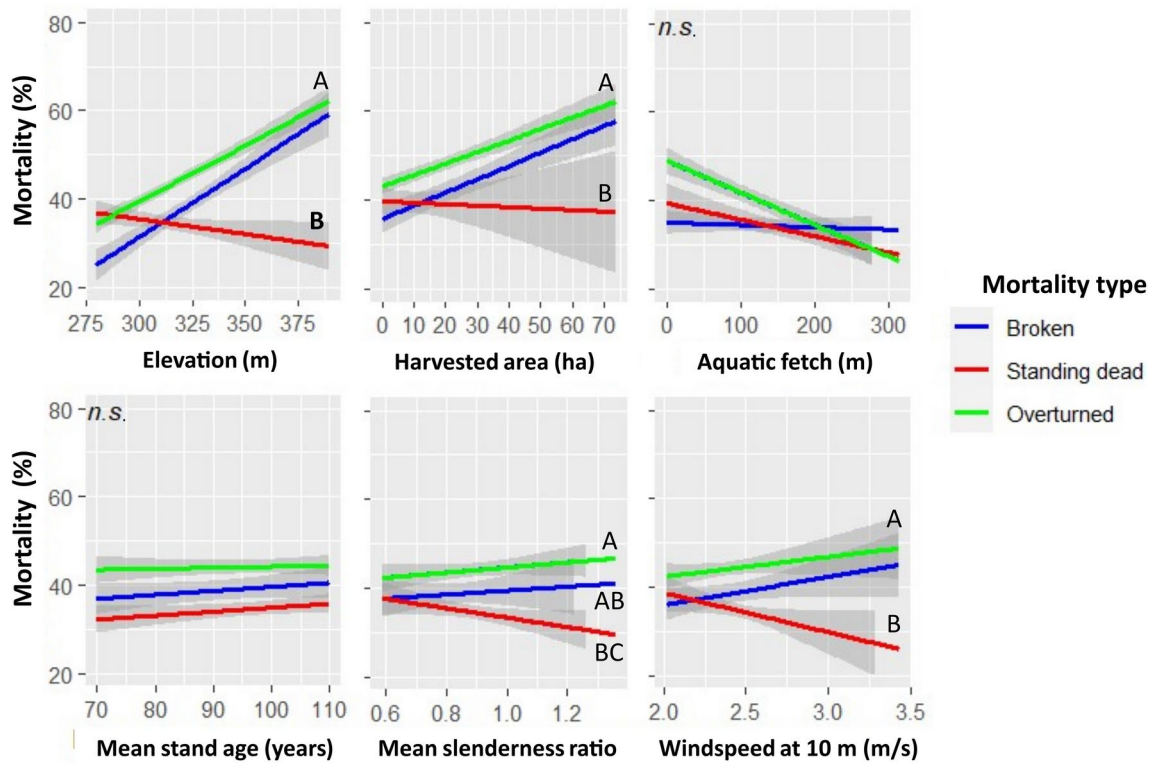 Mortality (%)
80
60
40
20
A
B
275 300 325 350 375
Elevation (m)
A
B
0 10 20 30 40 50 60 70
Harvested area (ha)
n.s.
0 100 200 300
Aquatic fetch (m)
Mortality type
Broken
Standing dead
Overturned
Mortality (%)
80
60
40
20
n.s.
70 80 90 100 110
Mean stand age (years)
A
AB
BC
0.6 0.8 1.0 1.2
Mean slenderness ratio
A
B
2.0 2.5 3.0 3.5
Windspeed at 10 m (m/s)